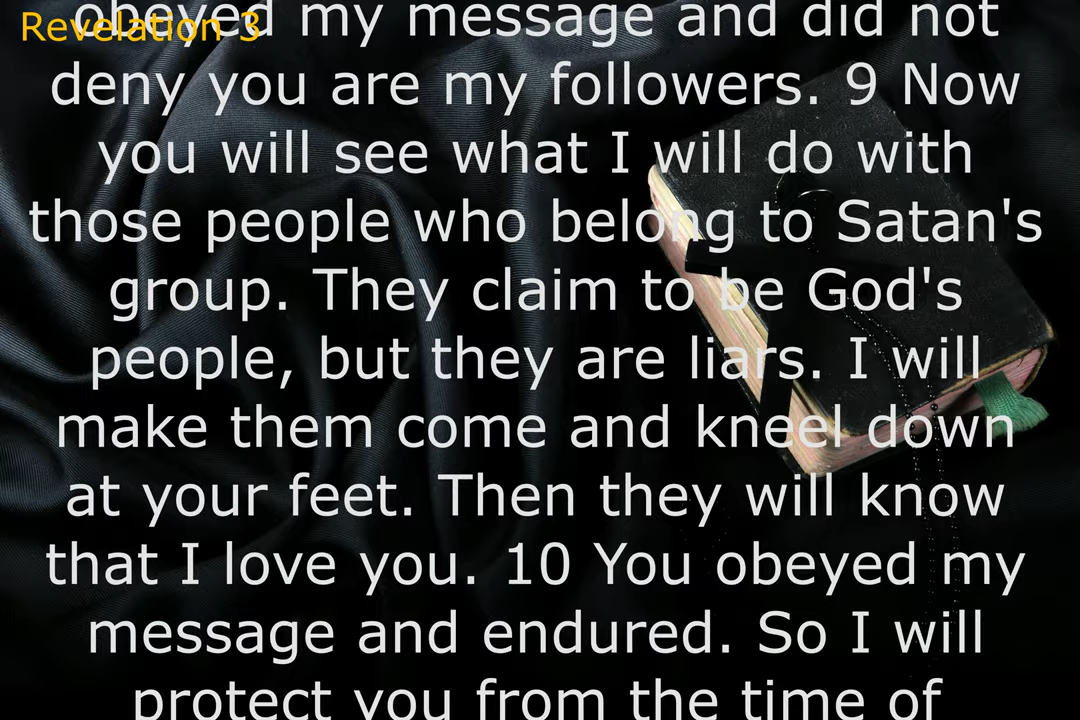 Revelation 3
obeyed my message and did not
deny you are my followers. 9 Now
you will see what I will do with
those people who belong to Satan's
group. They claim to be God's
people, but they are liars. I will
make them come and kneel down
at your feet. Then they will know
that I love you. 10 You obeyed my
message and endured. So I will
protect you from the time of